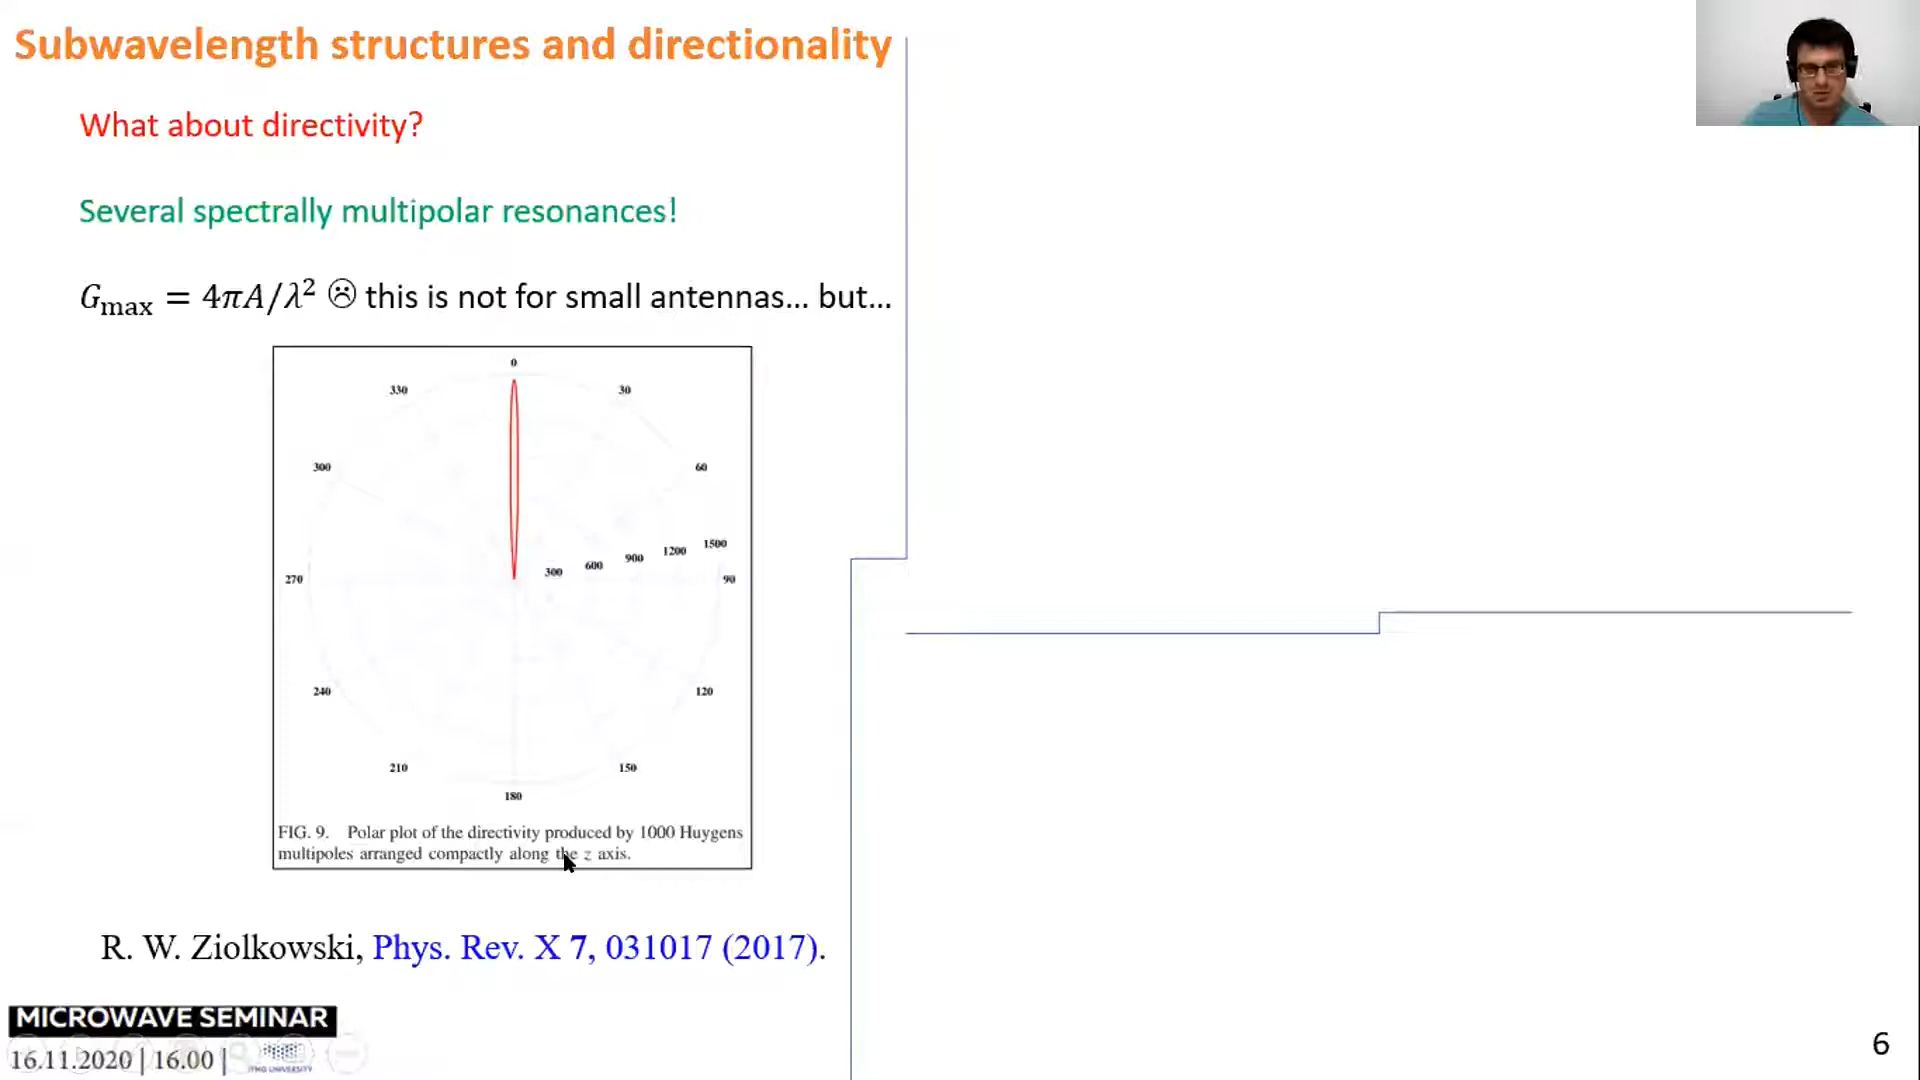 Subwavelength structures and directionality
What about directivity?
Several spectrally multipolar resonances!
G_max = 4πA/λ² ☹ this is not for small antennas... but...
0
330
30
300
60
300 600 900 1200 1500
270
90
240
120
210
150
180
FIG. 9. Polar plot of the directivity produced by 1000 Huygens
multipoles arranged compactly along the z axis.
R. W. Ziolkowski, Phys. Rev. X 7, 031017 (2017).
MICROWAVE SEMINAR
16.11.2020 | 16.00 |
ITMO UNIVERSITY
6